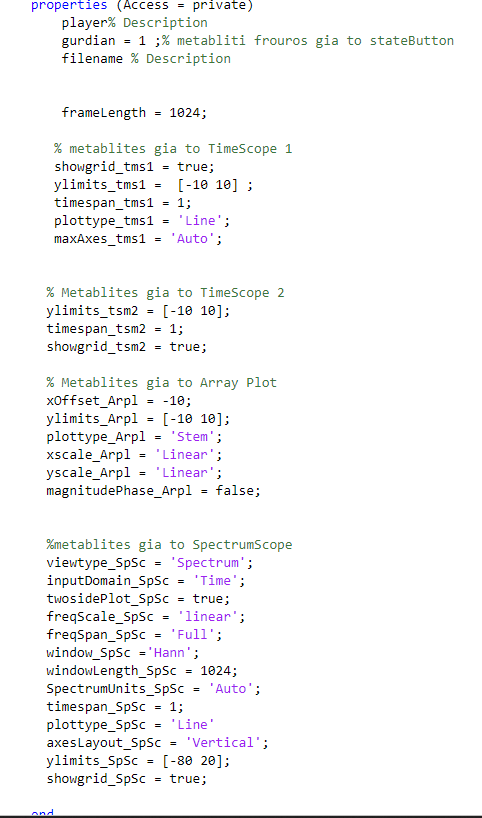 properties (Access = private)
player% Description
gurdian = 1 ;% metabliti frouros gia to stateButton
filename % Description
frameLength = 1024;
% metablites gia to TimeScope 1
showgrid_tms1 = true;
ylimits_tms1 =  [-10 10] ;
timespan_tms1 = 1;
plottype_tms1 = 'Line';
maxAxes_tms1 = 'Auto';
% Metablites gia to TimeScope 2
ylimits_tsm2 = [-10 10];
timespan_tsm2 = 1;
showgrid_tsm2 = true;
% Metablites gia to Array Plot
xOffset_Arpl = -10;
ylimits_Arpl = [-10 10];
plottype_Arpl = 'Stem';
xscale_Arpl = 'Linear';
yscale_Arpl = 'Linear';
magnitudePhase_Arpl = false;
%metablites gia to SpectrumScope
viewtype_SpSc = 'Spectrum';
inputDomain_SpSc = 'Time';
twosidePlot_SpSc = true;
freqScale_SpSc = 'linear';
freqSpan_SpSc = 'Full';
window_SpSc ='Hann';
windowLength_SpSc = 1024;
SpectrumUnits_SpSc = 'Auto';
timespan_SpSc = 1;
plottype_SpSc = 'Line'
axesLayout_SpSc = 'Vertical';
ylimits_SpSc = [-80 20];
showgrid_SpSc = true;
end